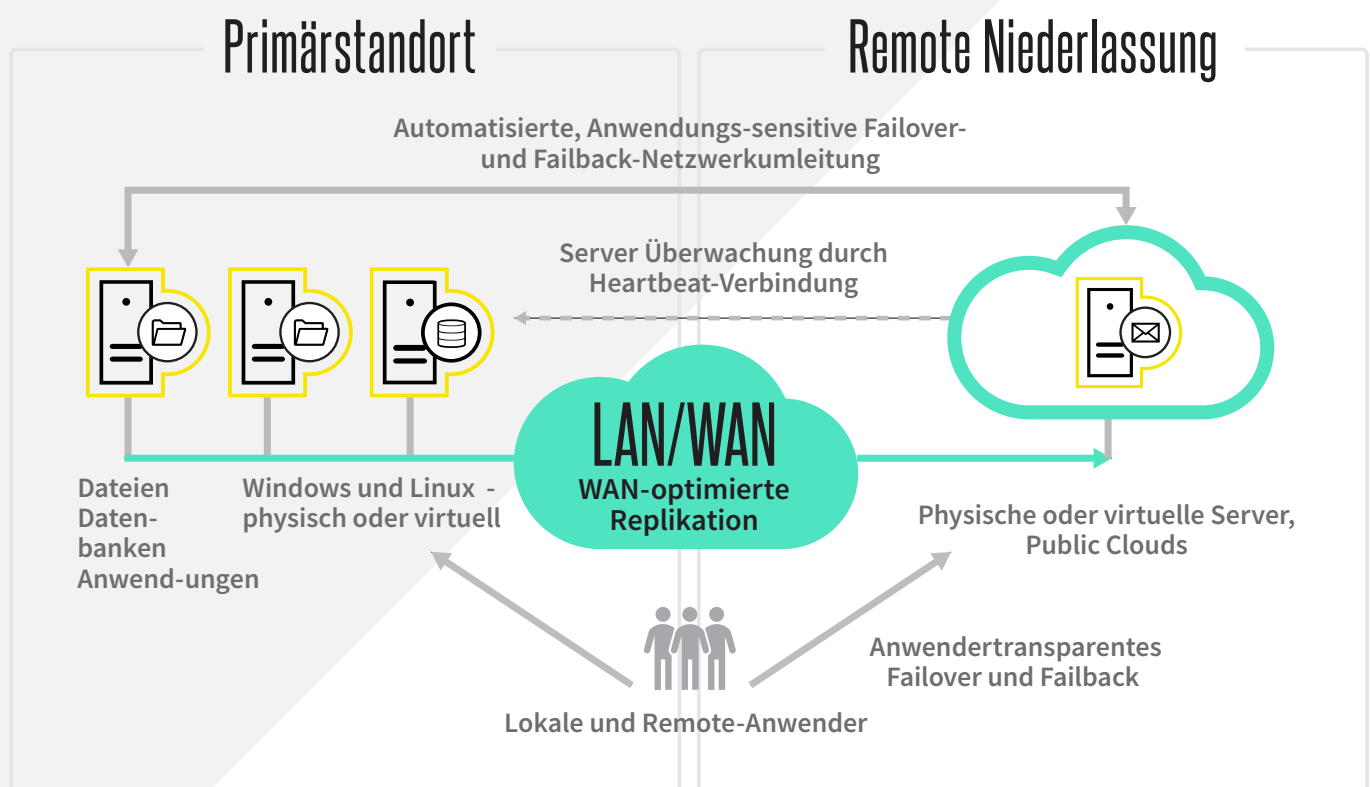 Primärstandort
Remote Niederlassung
Automatisierte, Anwendungs-sensitive Failover-
und Failback-Netzwerkumleitung
Server Überwachung durch
Heartbeat-Verbindung
LAN/WAN
WAN-optimierte
Replikation
Dateien
Daten-
banken
Anwend-ungen
Windows und Linux -
physisch oder virtuell
Physische oder virtuelle Server,
Public Clouds
Anwendertransparentes
Failover und Failback
Lokale und Remote-Anwender